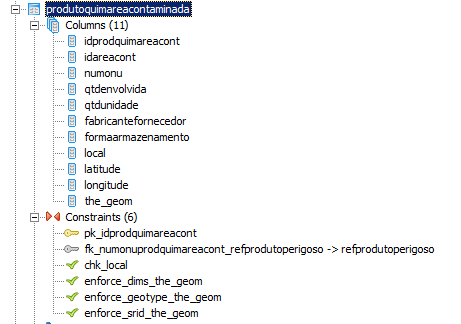 produtoquimareacontaminada
Columns (11)
idprodquimareacont
idareacont
numonu
qtdenvolvida
qtdunidade
fabricantefornecedor
formaarmazenamento
local
latitude
longitude
the_geom
Constraints (6)
pk_idprodquimareacont
fk_numonuprodquimareacont_refprodutoperigoso -> refprodutoperigoso
chk_local
enforce_dims_the_geom
enforce_geotype_the_geom
enforce_srid_the_geom